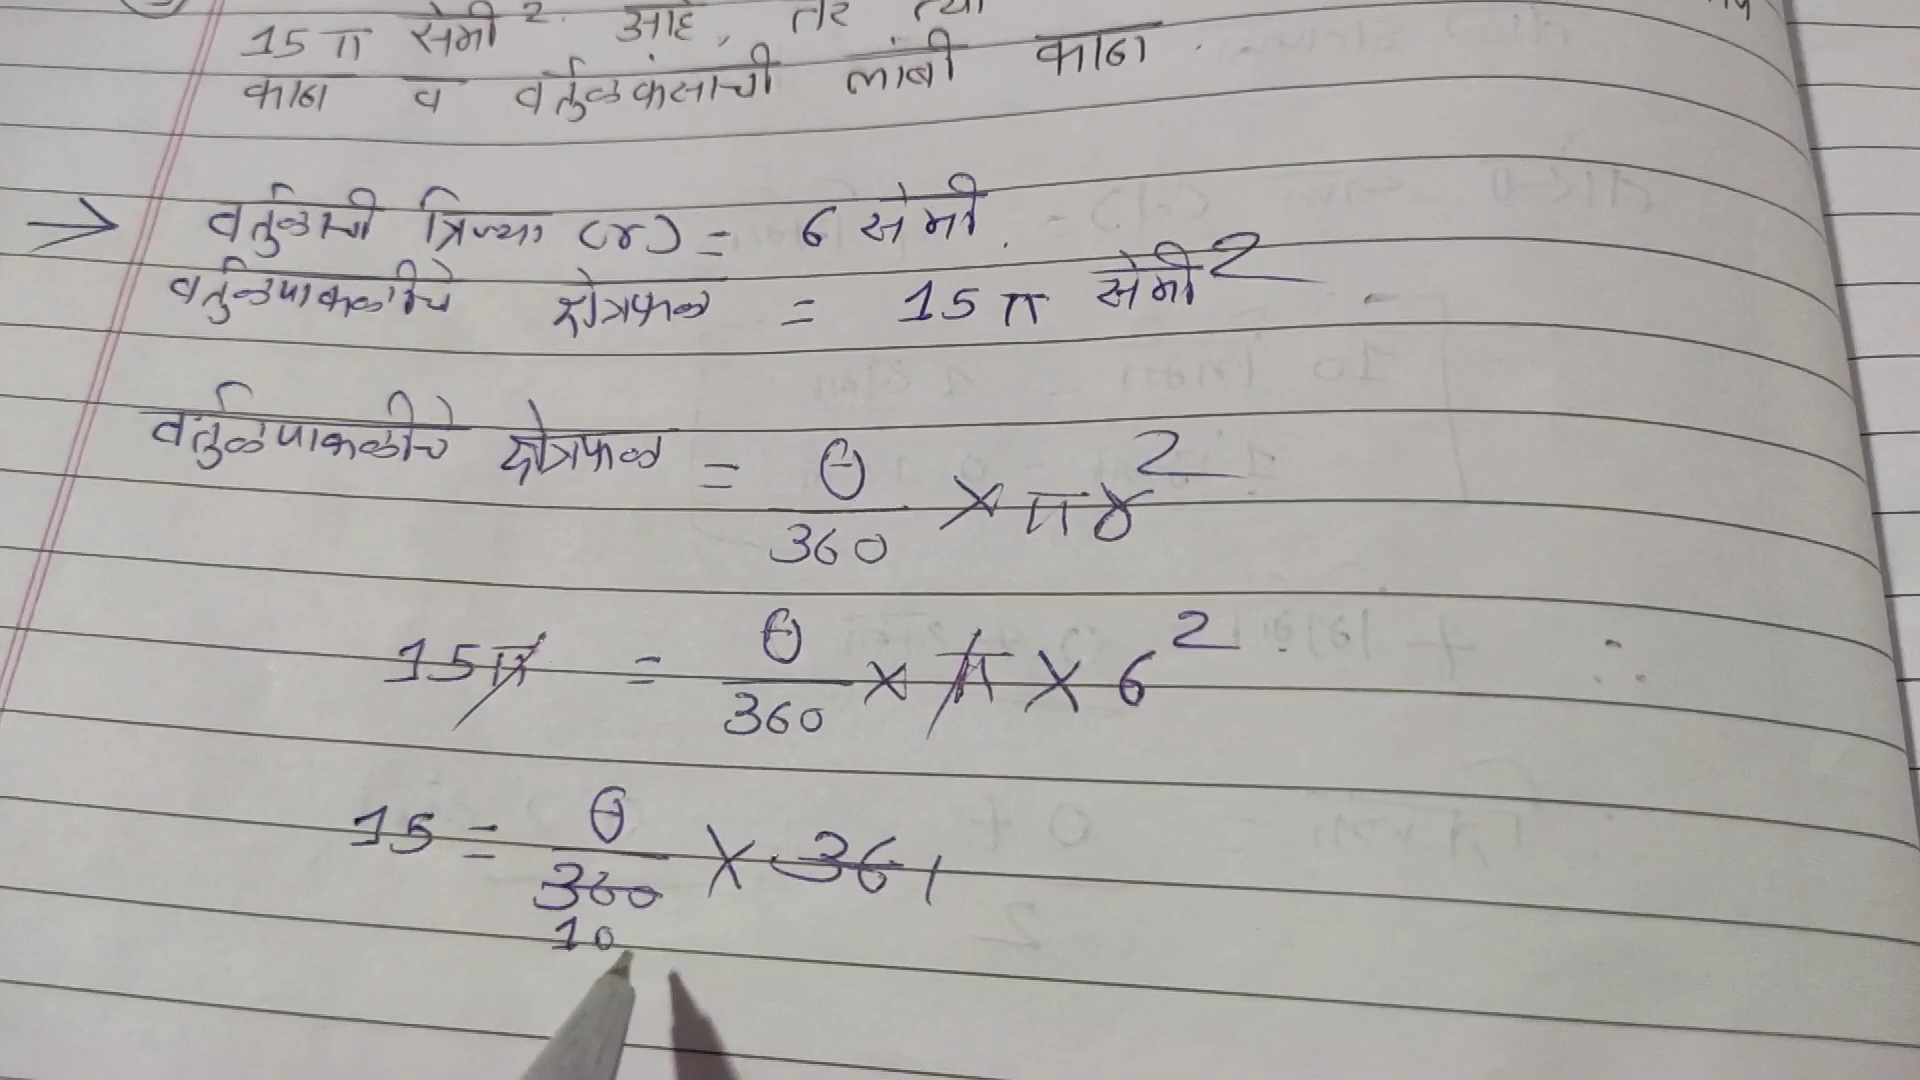 15 π सेमी². आहे, तर त्या
काढा व वर्तुळकंसाची लांबी काढा.
→ वर्तुळाची त्रिज्या (r) = 6 सेमी.
वर्तुळपाकळीचे क्षेत्रफळ = 15 π सेमी²
वर्तुळपाकळीचे क्षेत्रफळ = θ/360 × πr²
15π = θ/360 × π × 6²
15 = θ/360 × 36 1
10